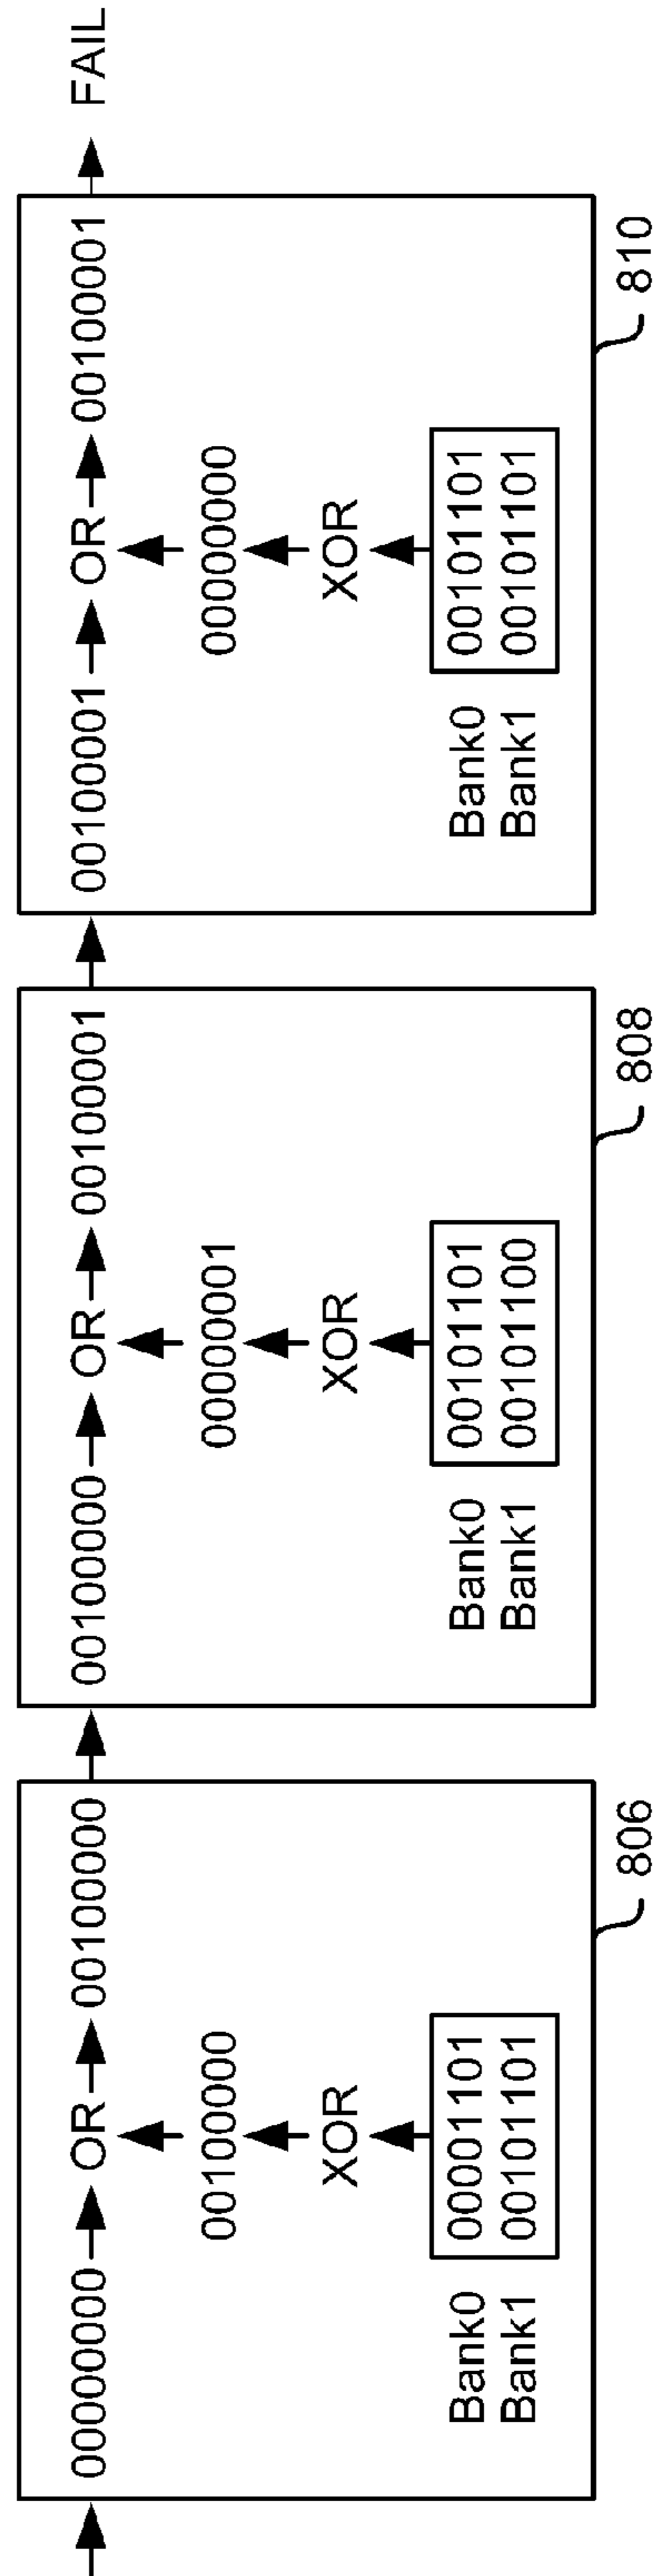 00000000 OR 00100000
00100000
XOR
Bank0 00001101
Bank1 00101101
806
00100000 OR 00100001
00000001
XOR
Bank0 00101101
Bank1 00101100
808
00100001 OR 00100001
00000000
XOR
Bank0 00101101
Bank1 00101101
810
FAIL